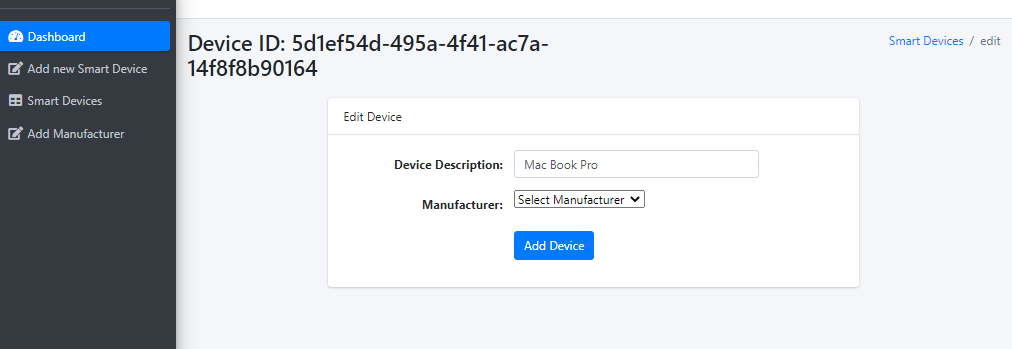 Dashboard
Add new Smart Device
Smart Devices
Add Manufacturer
Device ID: 5d1ef54d-495a-4f41-ac7a-
14f8f8b90164
Smart Devices / edit
Edit Device
Device Description: Mac Book Pro
Manufacturer: Select Manufacturer
Add Device